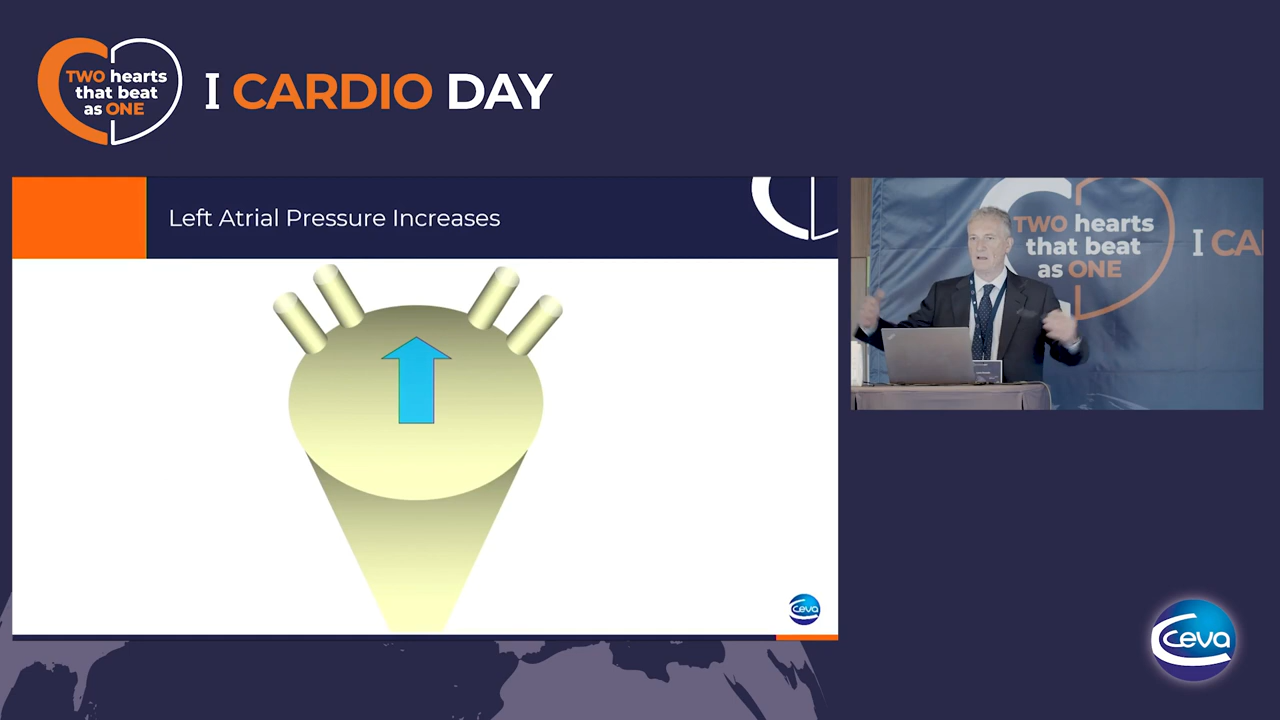 TWO hearts
that beat
as ONE
I CARDIO DAY
Left Atrial Pressure Increases
TWO hearts
that beat
as ONE
I CA
Ceva
Ceva